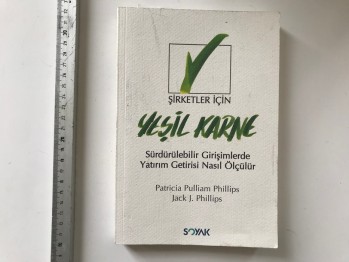 ŞİRKETLER İÇİN
YEŞİL KARNE
Sürdürülebilir Girişimlerde
Yatırım Getirisi Nasıl Ölçülür
Patricia Pulliam Phillips
Jack J. Phillips
SOYAK